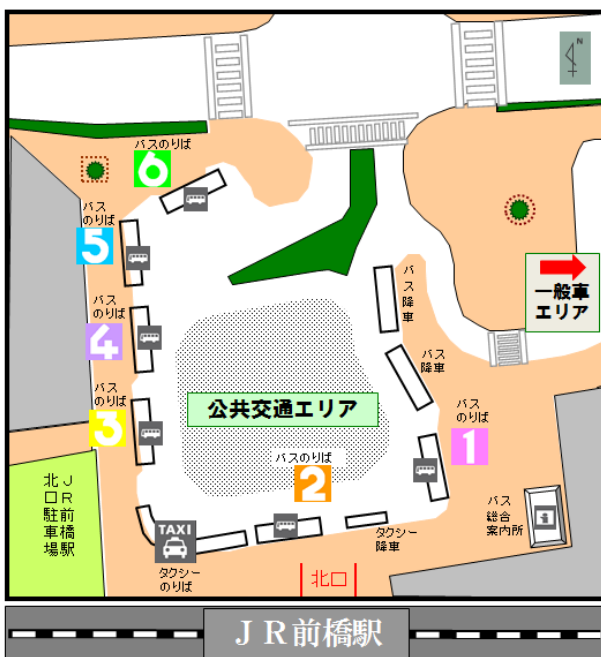 N
バスのりば
6
バス
のりば
5
バス
のりば
4
バス
のりば
3
バス降車
バス
降車
一般車
エリア
公共交通エリア
バス
のりば
1
バスのりば
2
北口駐車場
JR前橋駅
TAXI
タクシー
のりば
タクシー
降車
バス
総合
案内所
北口
JR前橋駅